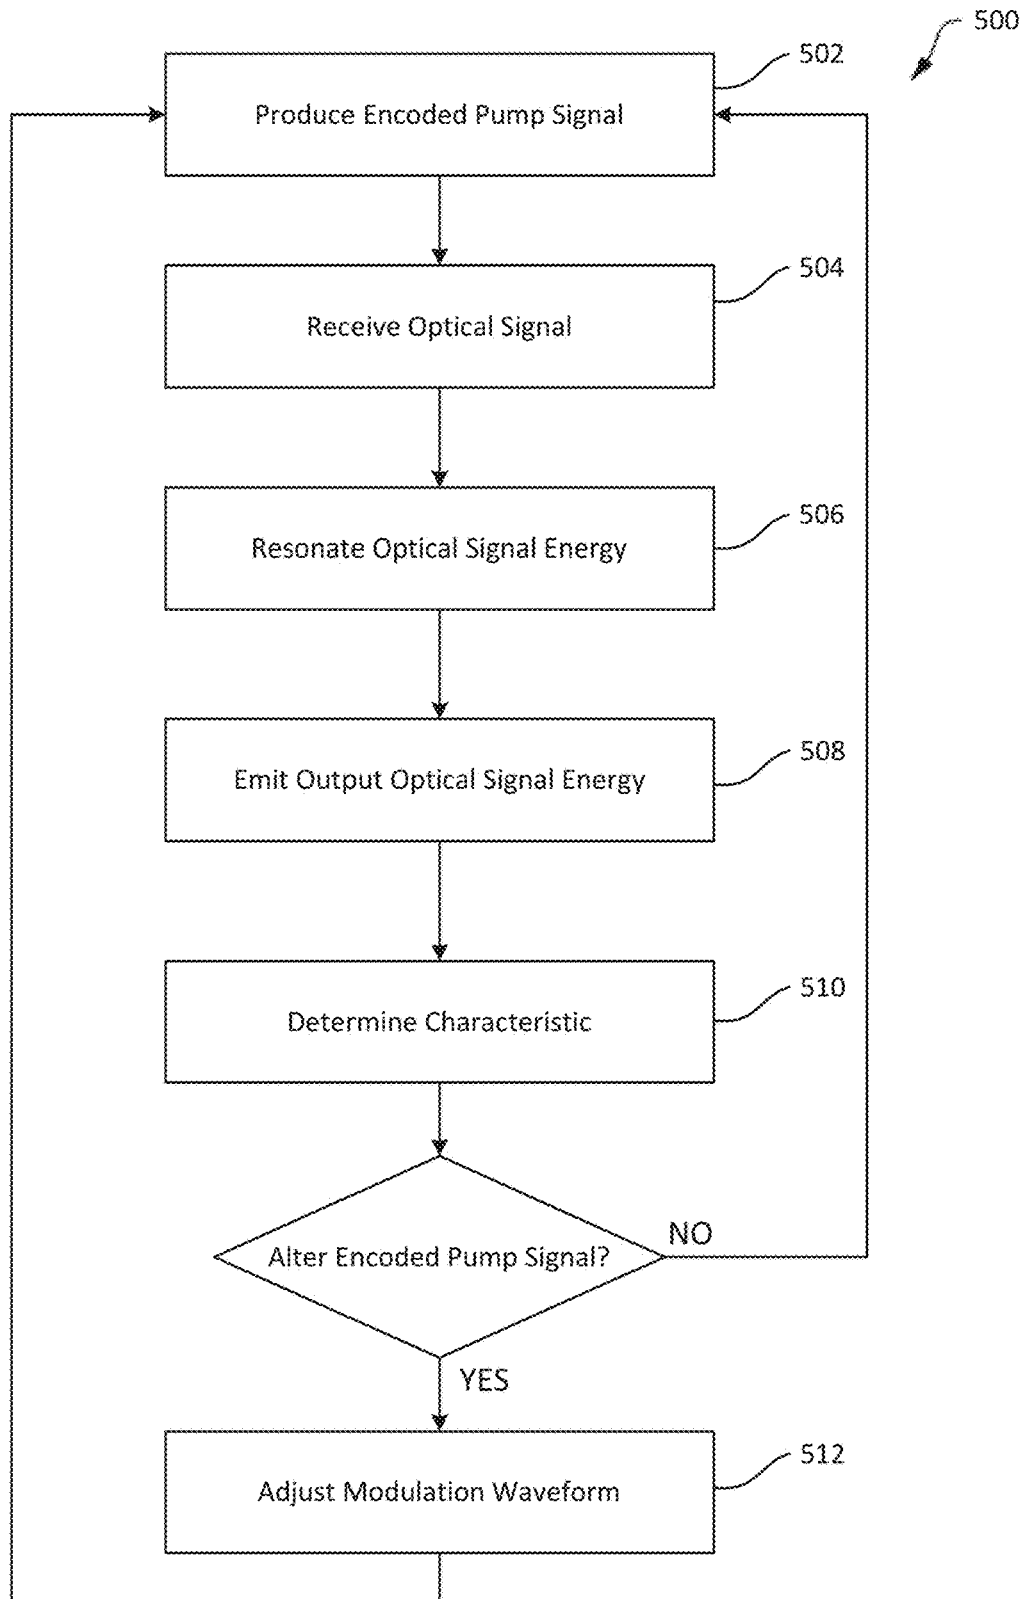 500
502
Produce Encoded Pump Signal
504
Receive Optical Signal
506
Resonate Optical Signal Energy
508
Emit Output Optical Signal Energy
510
Determine Characteristic
Alter Encoded Pump Signal?
NO
YES
512
Adjust Modulation Waveform